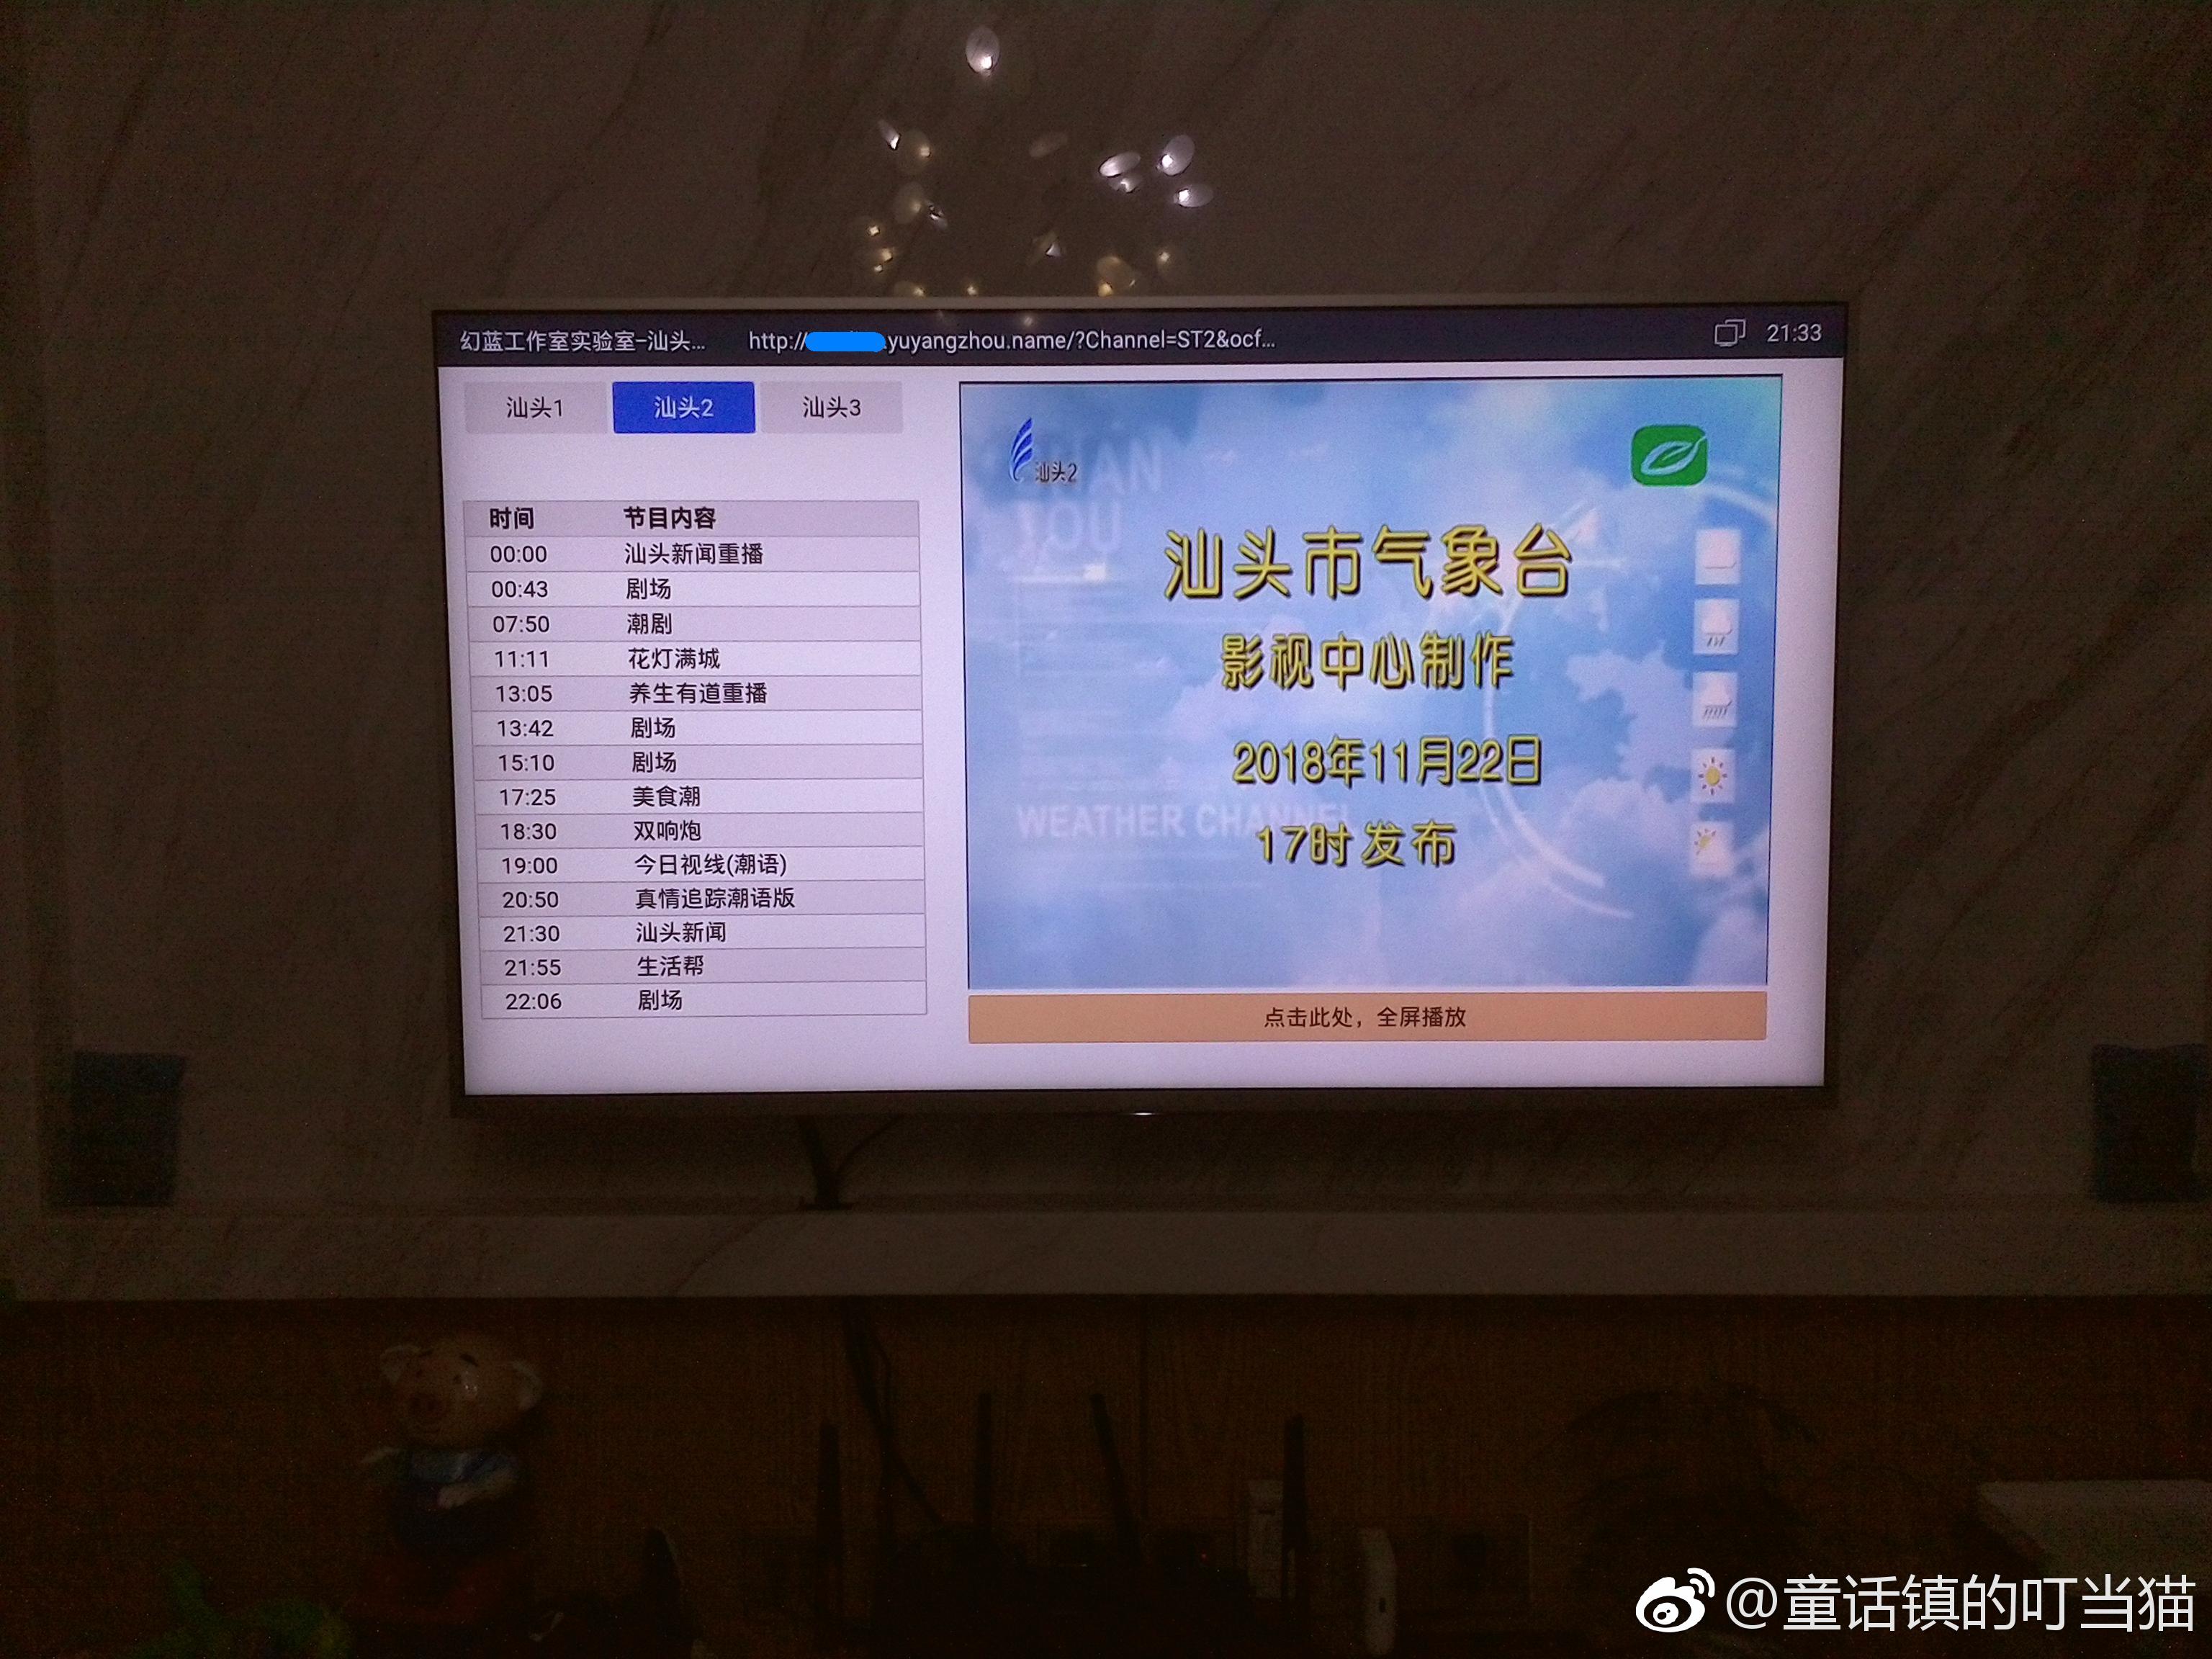 幻蓝工作室实验室-汕头...
http://
.yuyangzhou.name/?Channel=ST2&ocf...
21:33
汕头1
汕头2
汕头3
时间 节目内容
00:00 汕头新闻重播
00:43 剧场
07:50 潮剧
11:11 花灯满城
13:05 养生有道重播
13:42 剧场
15:10 剧场
17:25 美食潮
18:30 双响炮
19:00 今日视线(潮语)
20:50 真情追踪潮语版
21:30 汕头新闻
21:55 生活帮
22:06 剧场
汕头2
汕头市气象台
影视中心制作
2018年11月22日
WEATHER CHANNEL
17时发布
点击此处，全屏播放
@童话镇的叮当猫